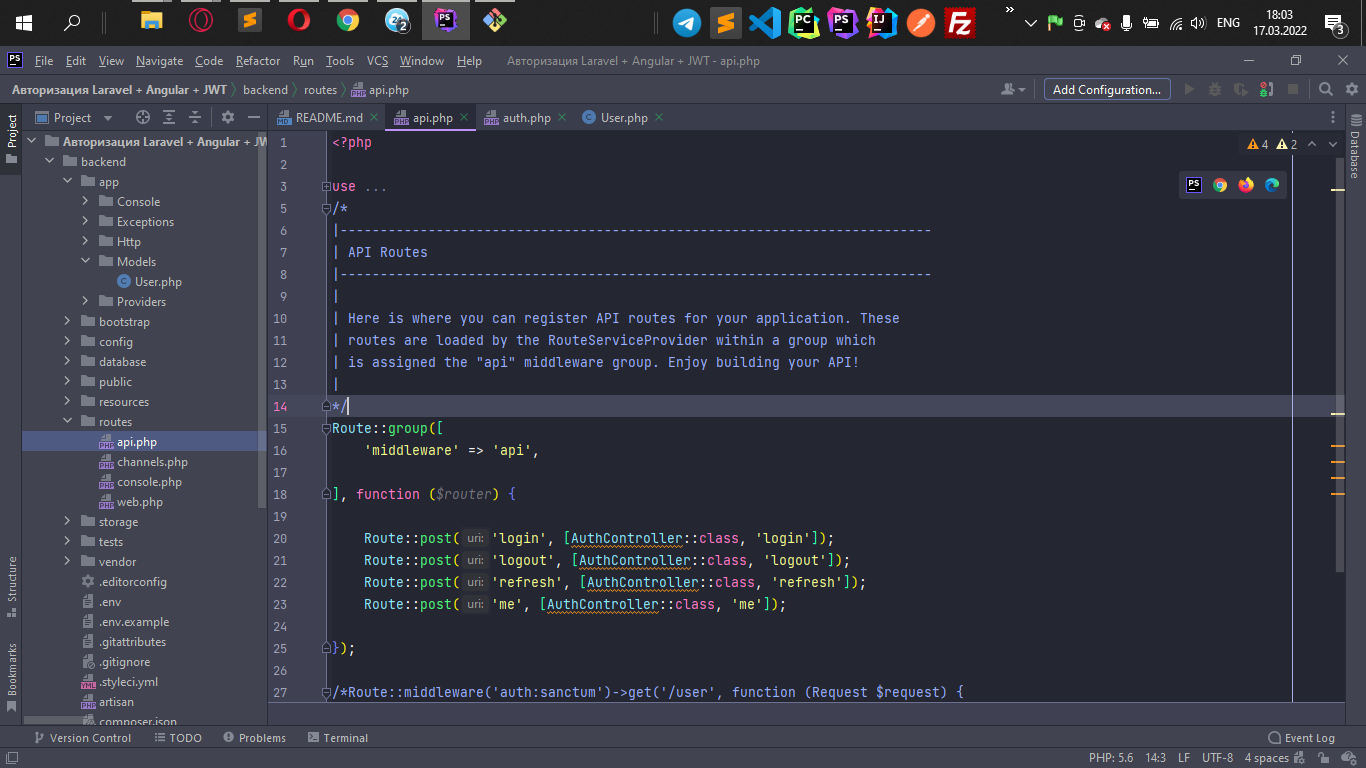 ENG
18:03
17.03.2022
3
File Edit View Navigate Code Refactor Run Tools VCS Window Help Авторизация Laravel + Angular + JWT - api.php
Авторизация Laravel + Angular + JWT backend routes api.php Add Configuration...
Project README.md api.php auth.php User.php
Project
Structure
Bookmarks
Database
Авторизация Laravel + Angular + JW
backend
app
Console
Exceptions
Http
Models
User.php
Providers
bootstrap
config
database
public
resources
routes
api.php
channels.php
console.php
web.php
storage
tests
vendor
.editorconfig
.env
.env.example
.gitattributes
.gitignore
.styleci.yml
artisan
composer.json
4 2
1 <?php
2
3 use ...
5 /*
6 |--------------------------------------------------------------------------
7 | API Routes
8 |--------------------------------------------------------------------------
9 |
10 | Here is where you can register API routes for your application. These
11 | routes are loaded by the RouteServiceProvider within a group which
12 | is assigned the "api" middleware group. Enjoy building your API!
13 |
14 */
15 Route::group([
16 'middleware' => 'api',
17
18 ], function ($router) {
19
20 Route::post( uri: 'login', [AuthController::class, 'login']);
21 Route::post( uri: 'logout', [AuthController::class, 'logout']);
22 Route::post( uri: 'refresh', [AuthController::class, 'refresh']);
23 Route::post( uri: 'me', [AuthController::class, 'me']);
24
25 });
26
27 /*Route::middleware('auth:sanctum')->get('/user', function (Request $request) {
Version Control TODO Problems Terminal Event Log
PHP: 5.6 14:3 LF UTF-8 4 spaces